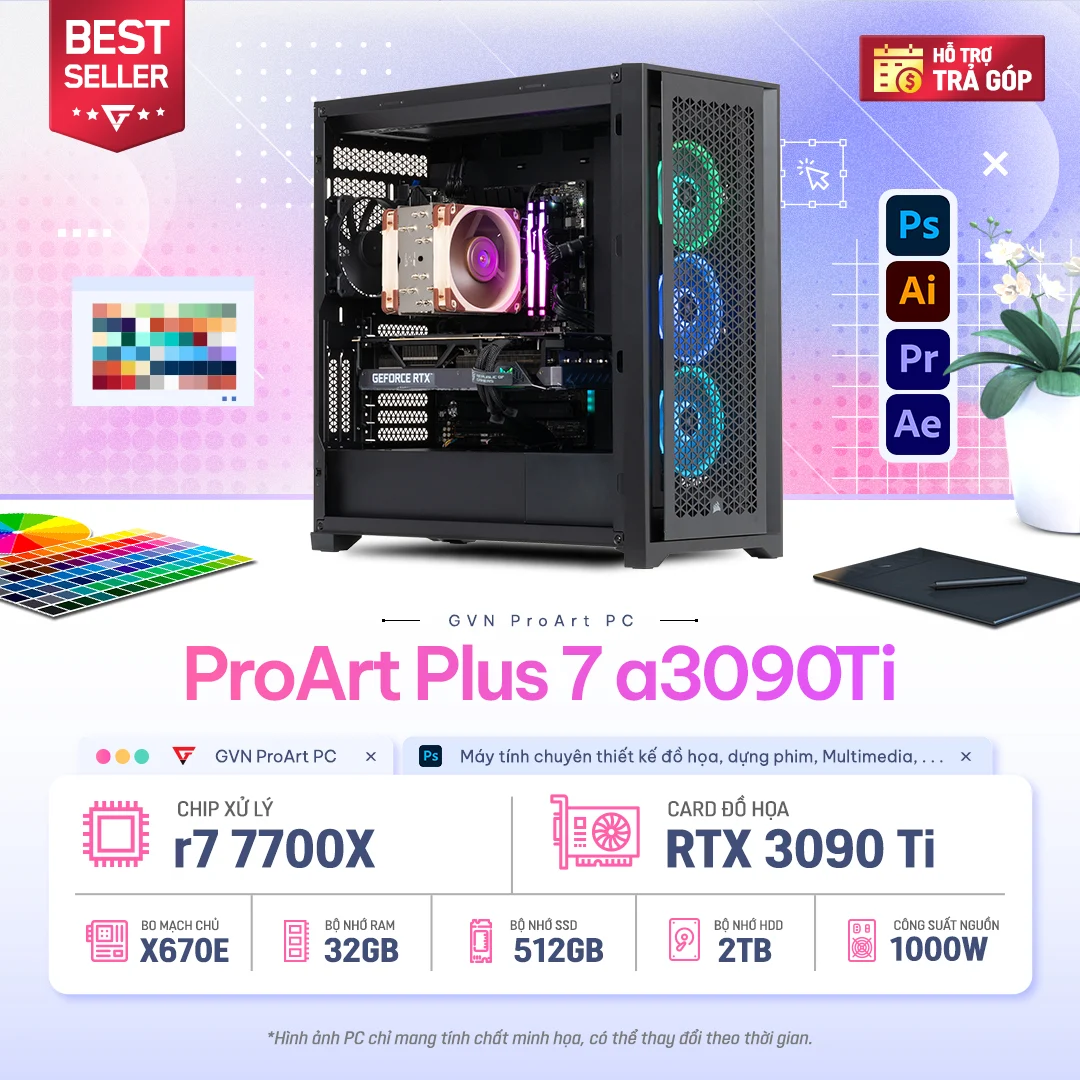 BEST
SELLER
HỖ TRỢ
TRẢ GÓP
Ps
Ai
Pr
Ae
GEFORCE RTX
GVN ProArt PC
ProArt Plus 7 a3090Ti
GVN ProArt PC
Ps Máy tính chuyên thiết kế đồ họa, dựng phim, Multimedia, . . .
CHIP XỬ LÝ
r7 7700X
CARD ĐỒ HỌA
RTX 3090 Ti
BO MẠCH CHỦ
X670E
BỘ NHỚ RAM
32GB
BỘ NHỚ SSD
512GB
BỘ NHỚ HDD
2TB
CÔNG SUẤT NGUỒN
1000W
*Hình ảnh PC chỉ mang tính chất minh họa, có thể thay đổi theo thời gian.